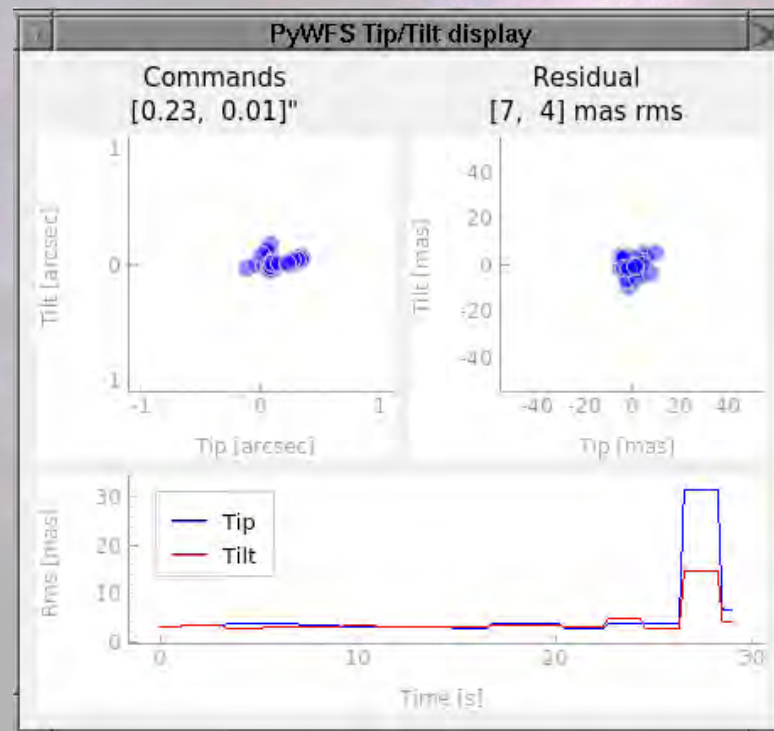 PyWFS Tip/Tilt display
Commands
[0.23, 0.01]"
Residual
[7, 4] mas rms
Tilt [arcsec]
1
0
-1
-1 0 1
Tip [arcsec]
Tilt [mas]
40
20
0
-20
-40
-40 -20 0 20 40
Tip [mas]
Rms [mas]
30
20
10
0
Tip
Tilt
0 10 20 30
Time [s]